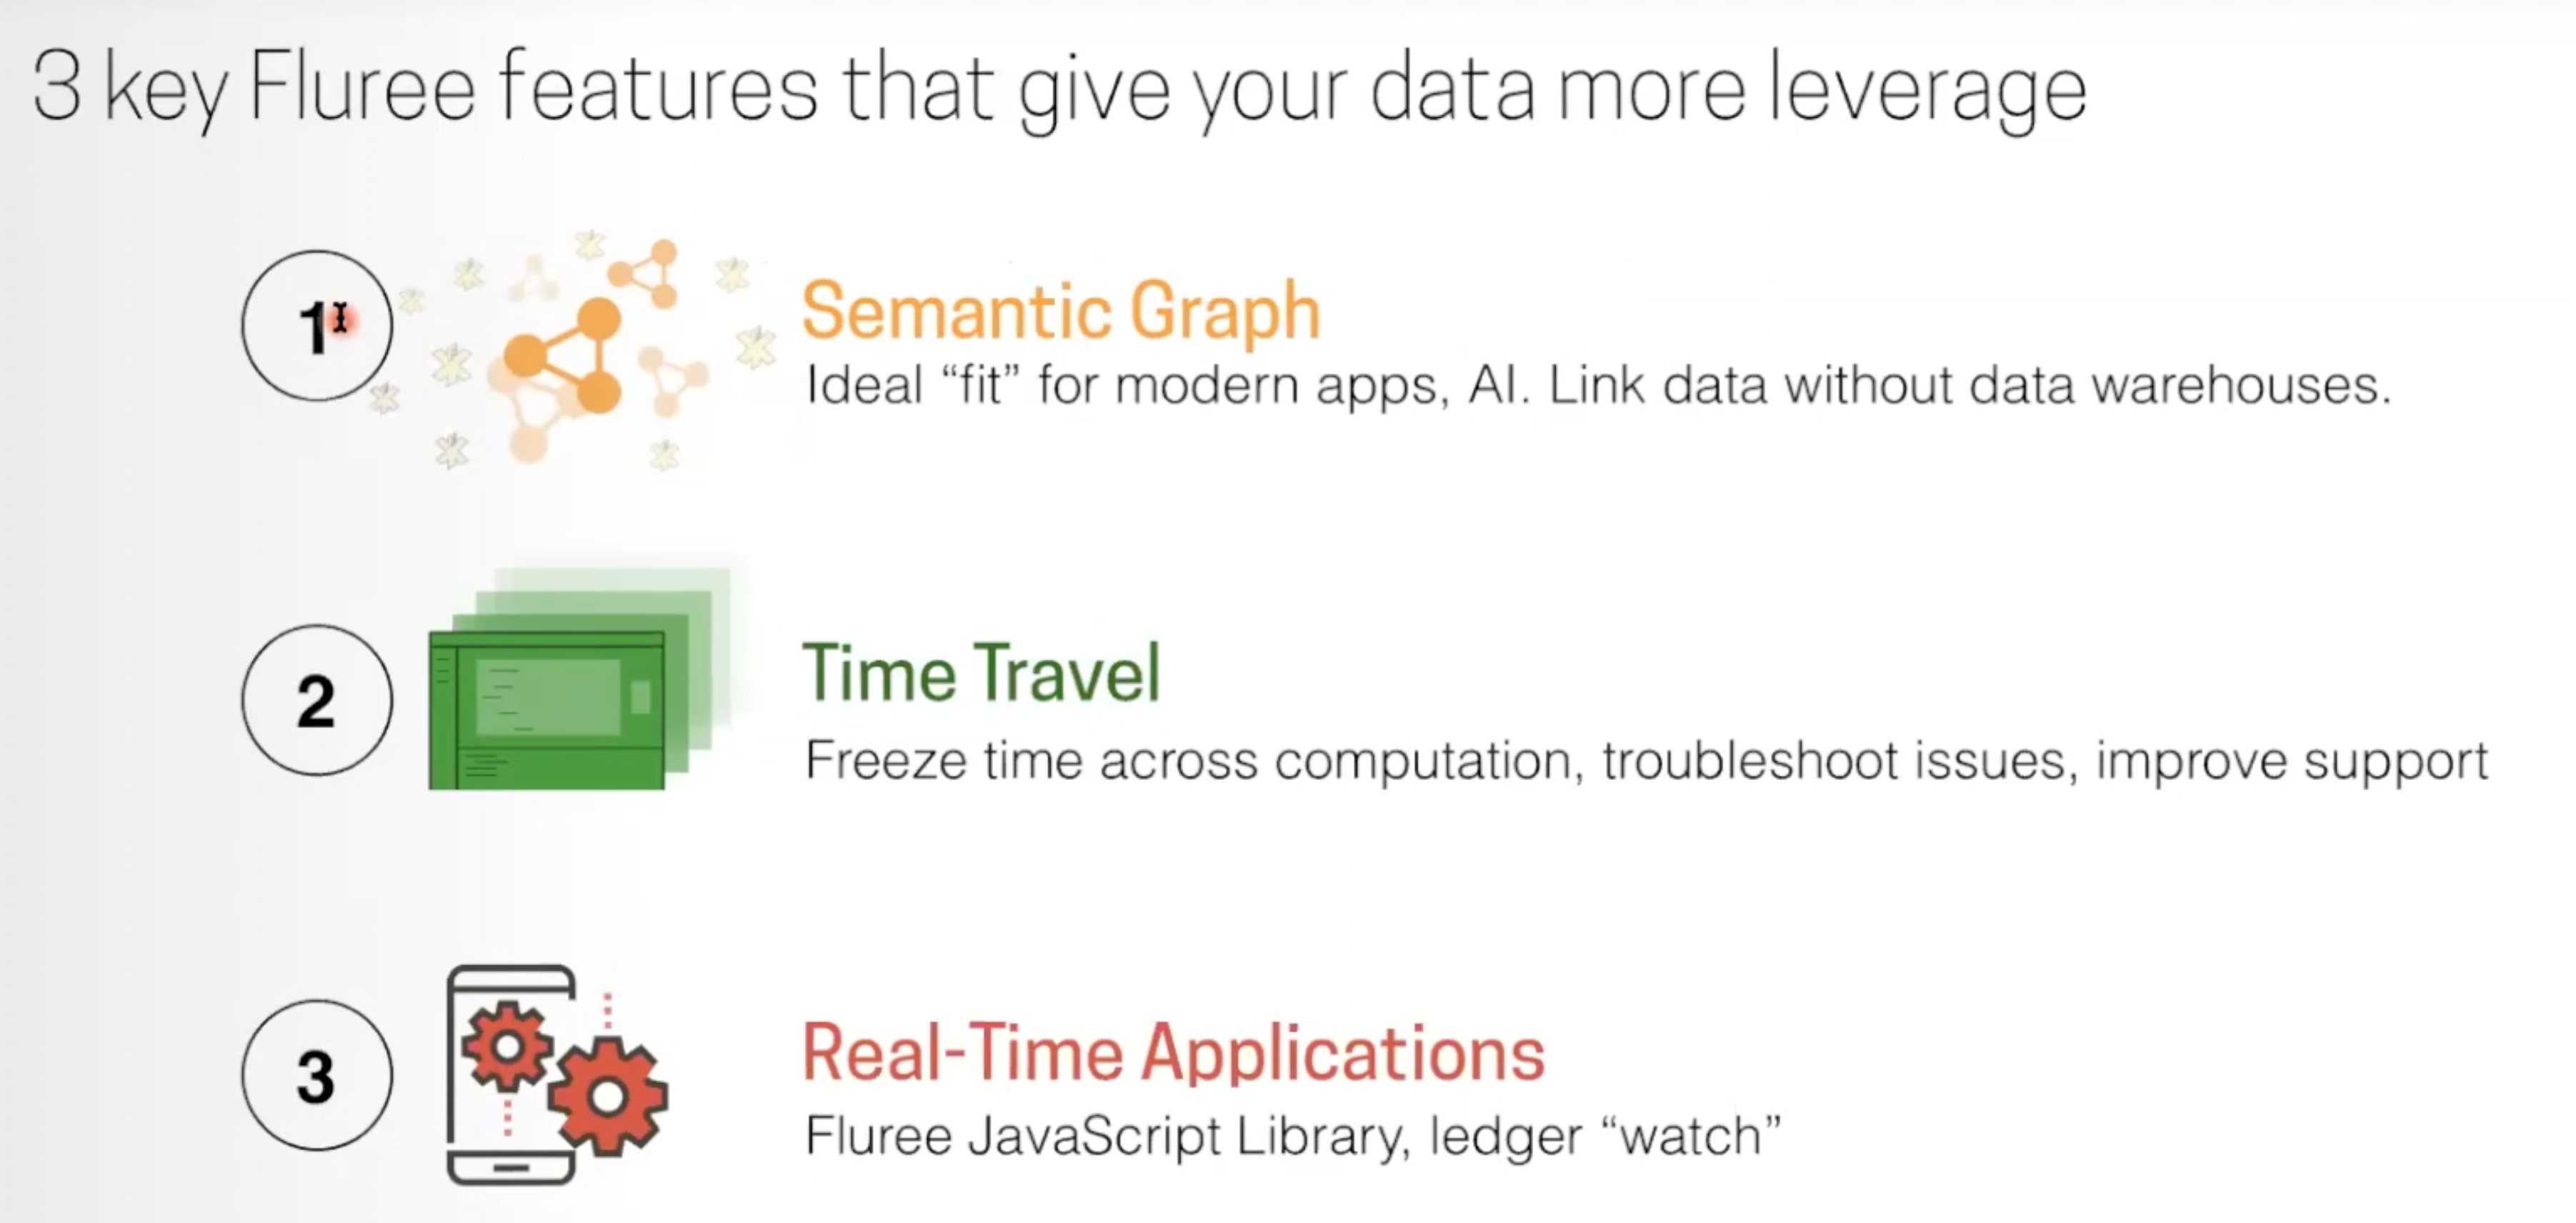 3 key Fluree features that give your data more leverage
1
Semantic Graph
Ideal “fit” for modern apps, AI. Link data without data warehouses.
2
Time Travel
Freeze time across computation, troubleshoot issues, improve support
3
Real-Time Applications
Fluree JavaScript Library, ledger “watch”